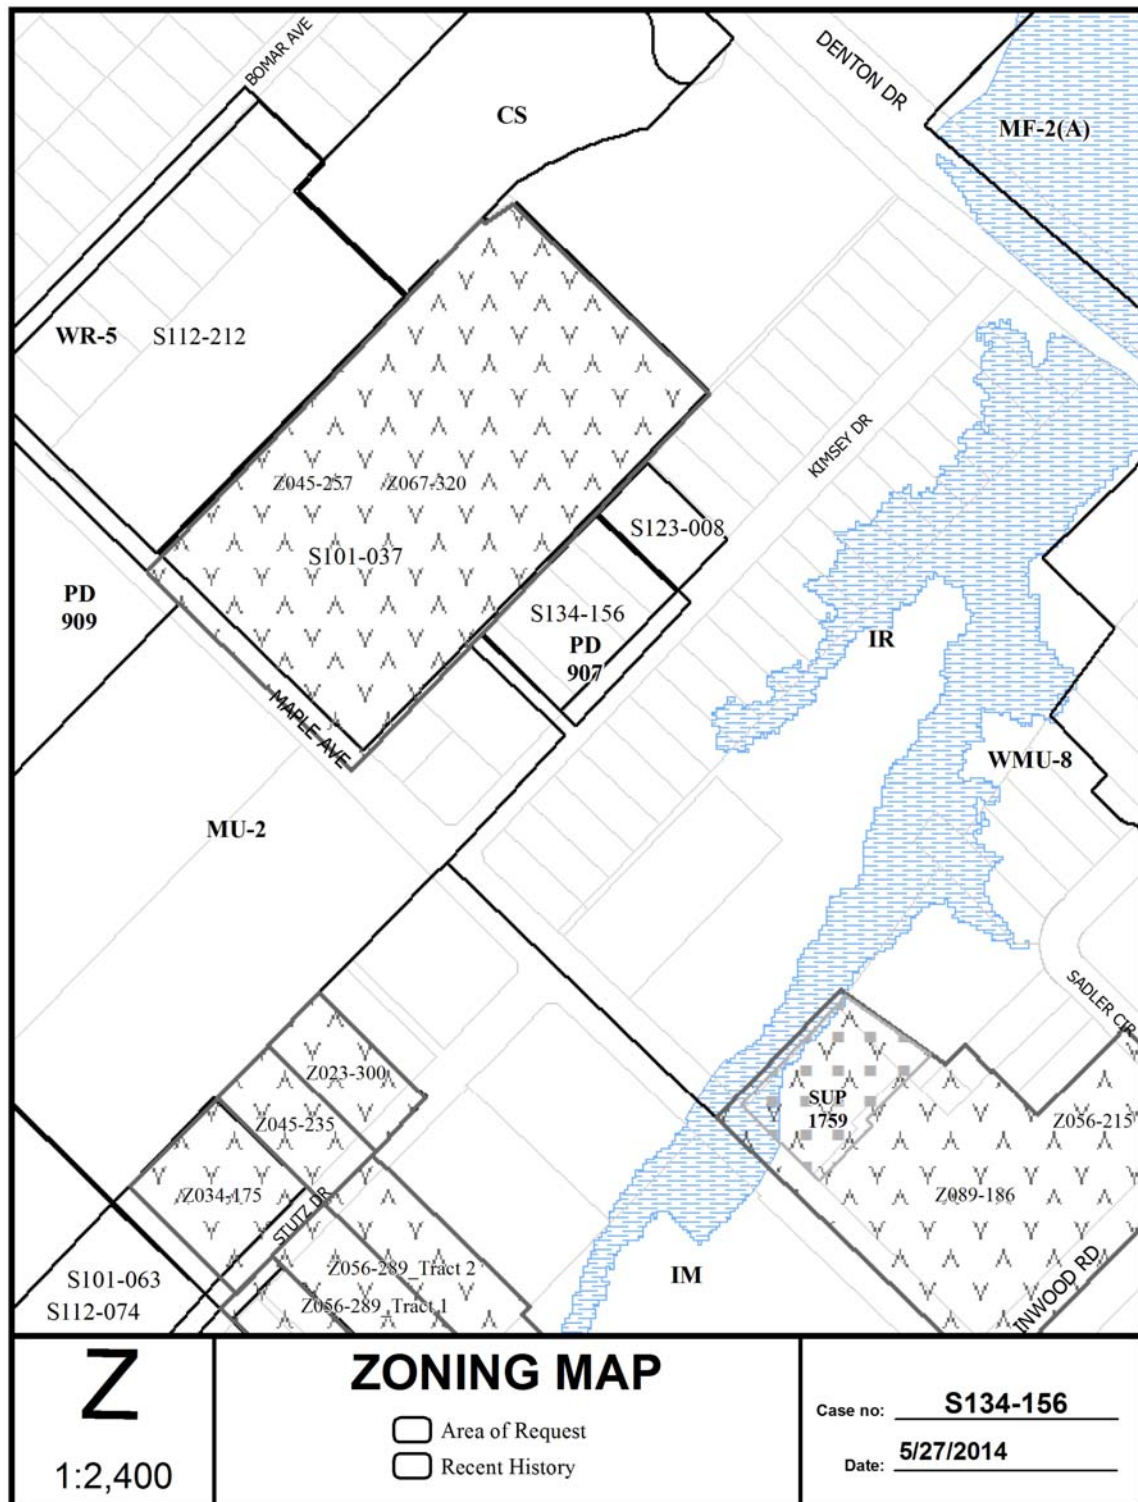 BOMAR AVE
DENTON DR
CS
MF-2(A)
WR-5
S112-212
KIMSEY DR
Z045-257
Z067-320
S123-008
S101-037
PD
909
S134-156
PD
907
IR
MAPLE AVE
WMU-8
MU-2
SADLER CIR
Z023-300
SUP
1759
Z045-235
Z056-215
Z034-175
Z089-186
STUTZ DR
Z056-289_Tract 2
S101-063
IM
Z056-289_Tract 1
S112-074
INWOOD RD
Z
1:2,400
ZONING MAP
Area of Request
Recent History
Case no: S134-156
Date: 5/27/2014